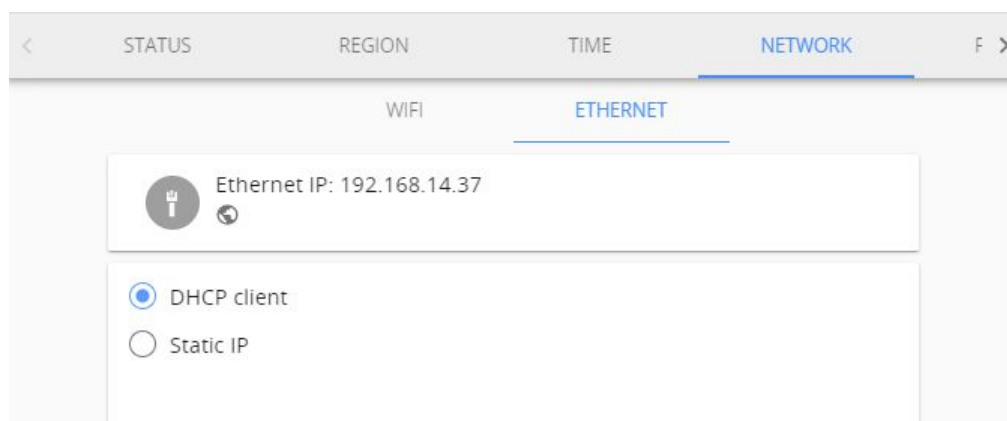 STATUS REGION TIME NETWORK F
WIFI ETHERNET
Ethernet IP: 192.168.14.37
DHCP client
Static IP